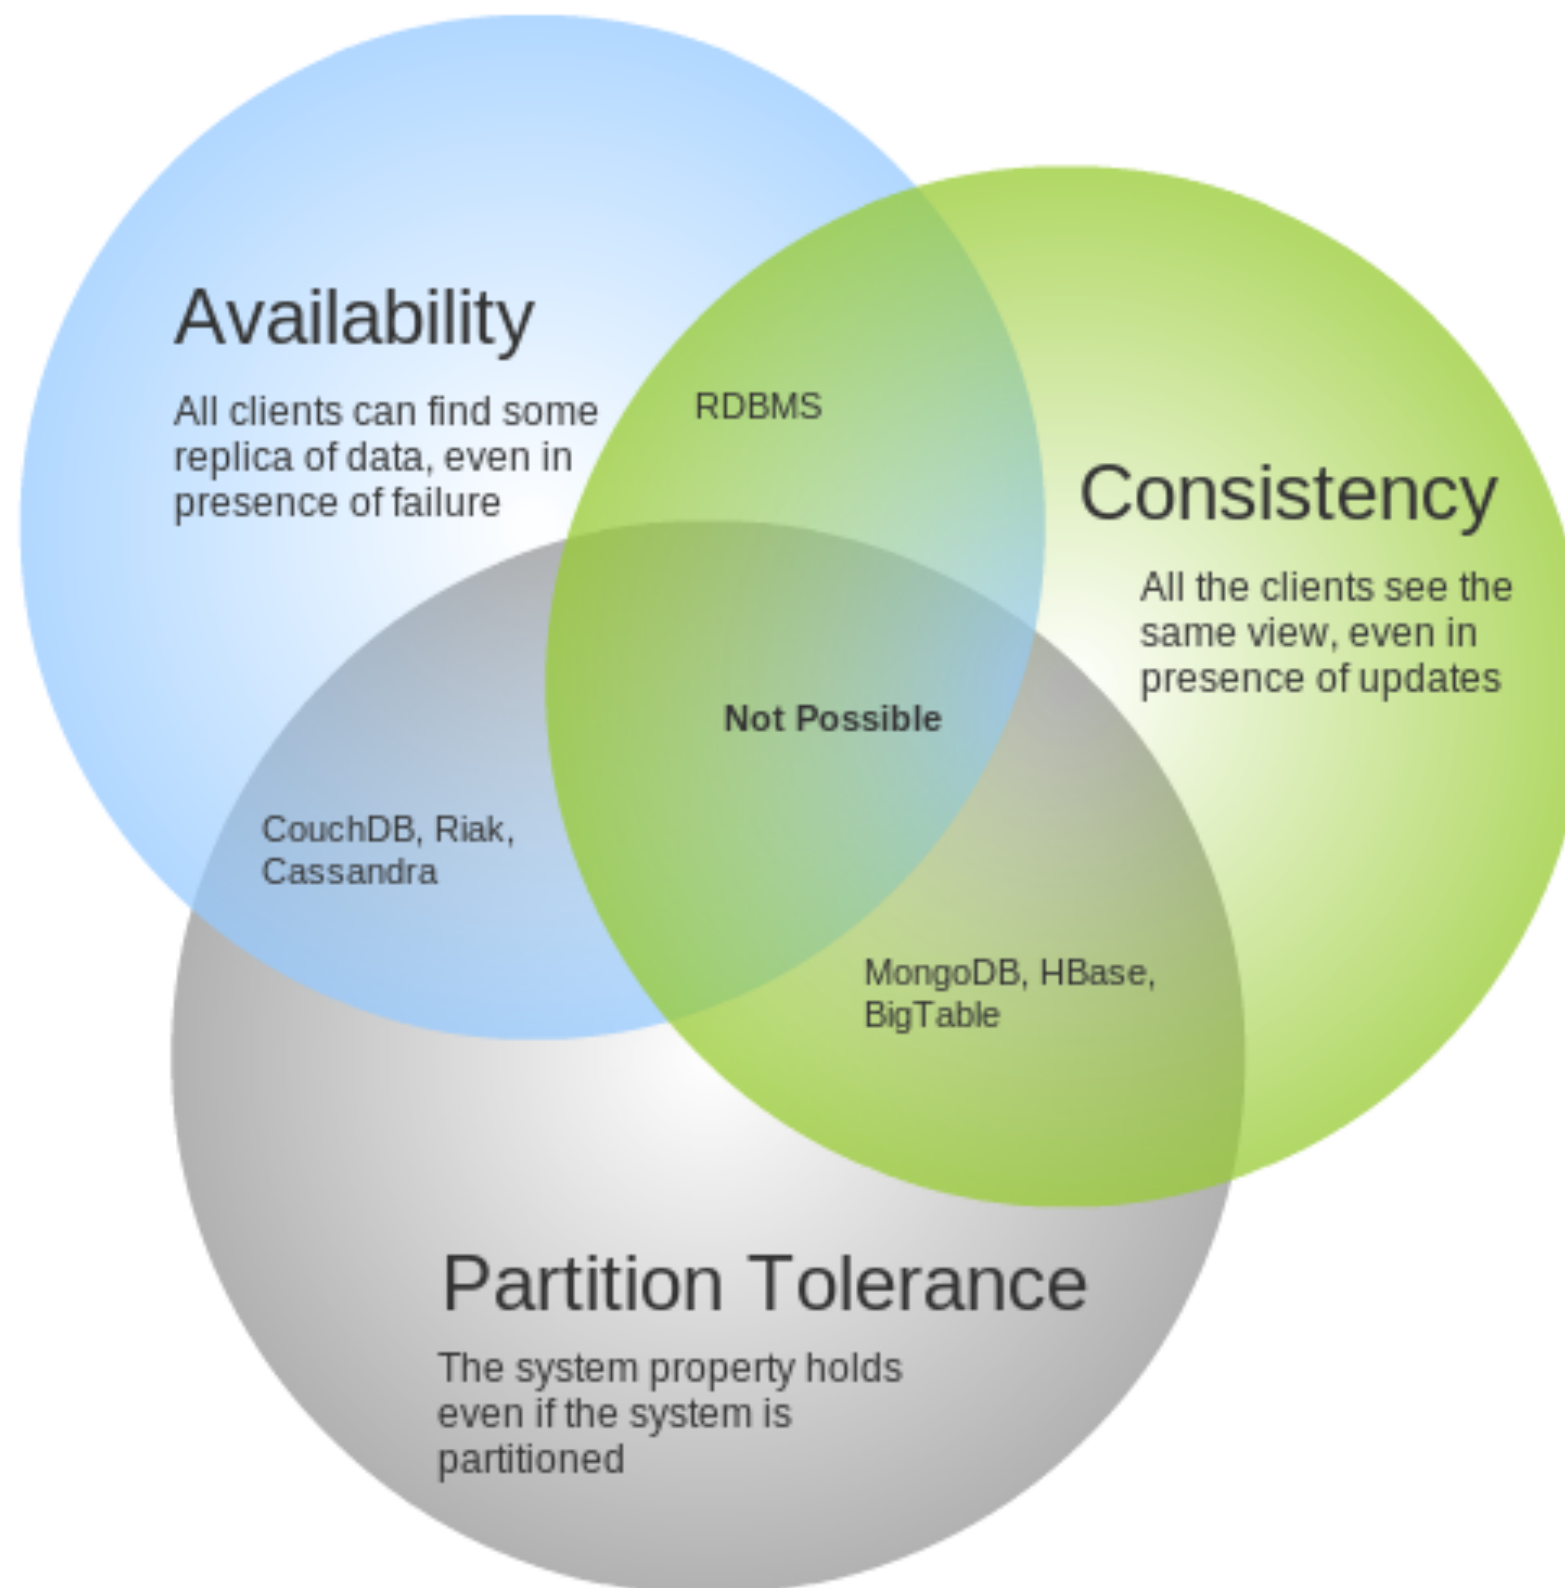 Availability
All clients can find some
replica of data, even in
presence of failure
RDBMS
Consistency
All the clients see the
same view, even in
presence of updates
Not Possible
CouchDB, Riak,
Cassandra
MongoDB, HBase,
BigTable
Partition Tolerance
The system property holds
even if the system is
partitioned